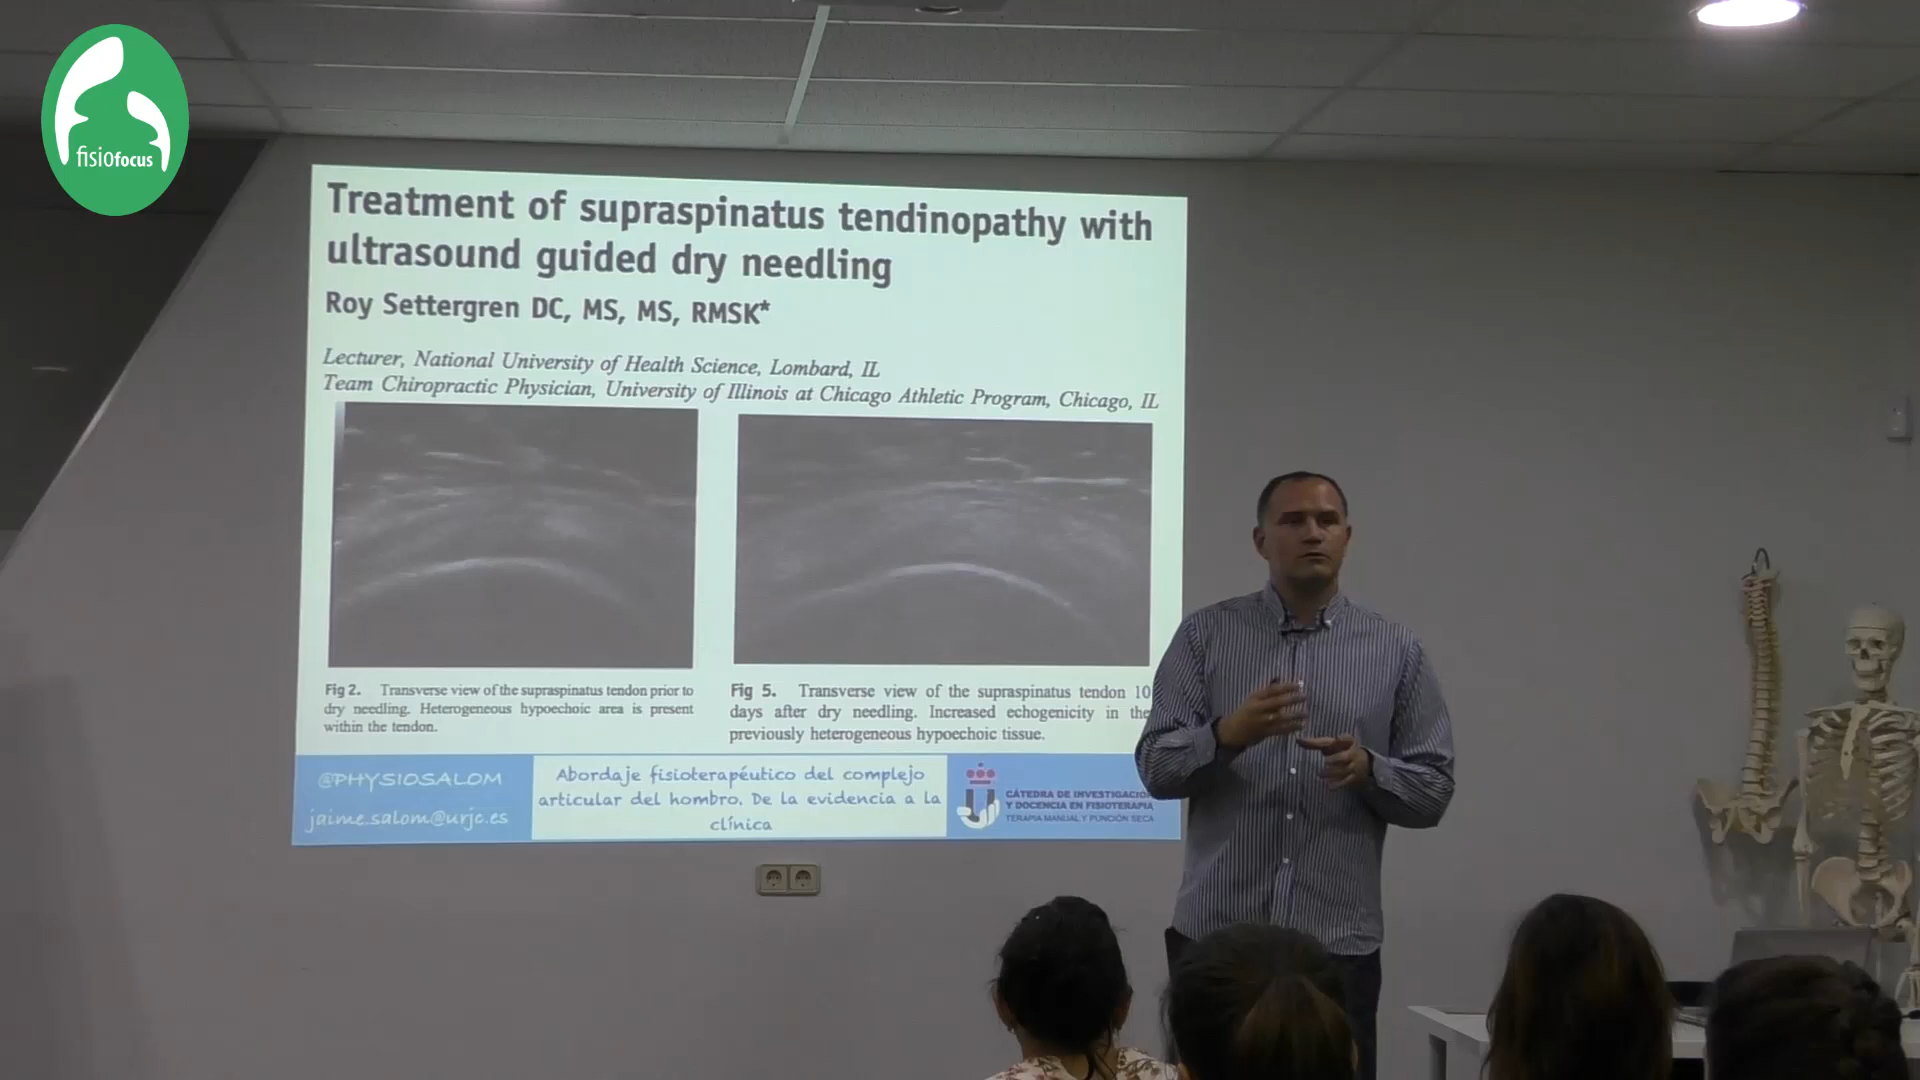 fisiofocus
Treatment of supraspinatus tendinopathy with
ultrasound guided dry needling
Roy Settergren DC, MS, MS, RMSK*
Lecturer, National University of Health Science, Lombard, IL
Team Chiropractic Physician, University of Illinois at Chicago Athletic Program, Chicago, IL
Fig 2. Transverse view of the supraspinatus tendon prior to
dry needling. Heterogeneous hypoechoic area is present
within the tendon.
Fig 5. Transverse view of the supraspinatus tendon 10
days after dry needling. Increased echogenicity in the
previously heterogeneous hypoechoic tissue.
@PHYSIOSALOM
jaime.salom@urjc.es
Abordaje fisioterapéutico del complejo
articular del hombro. De la evidencia a la
clínica
CÁTEDRA DE INVESTIGACIÓN
Y DOCENCIA EN FISIOTERAPIA
TERAPIA MANUAL Y PUNCIÓN SECA